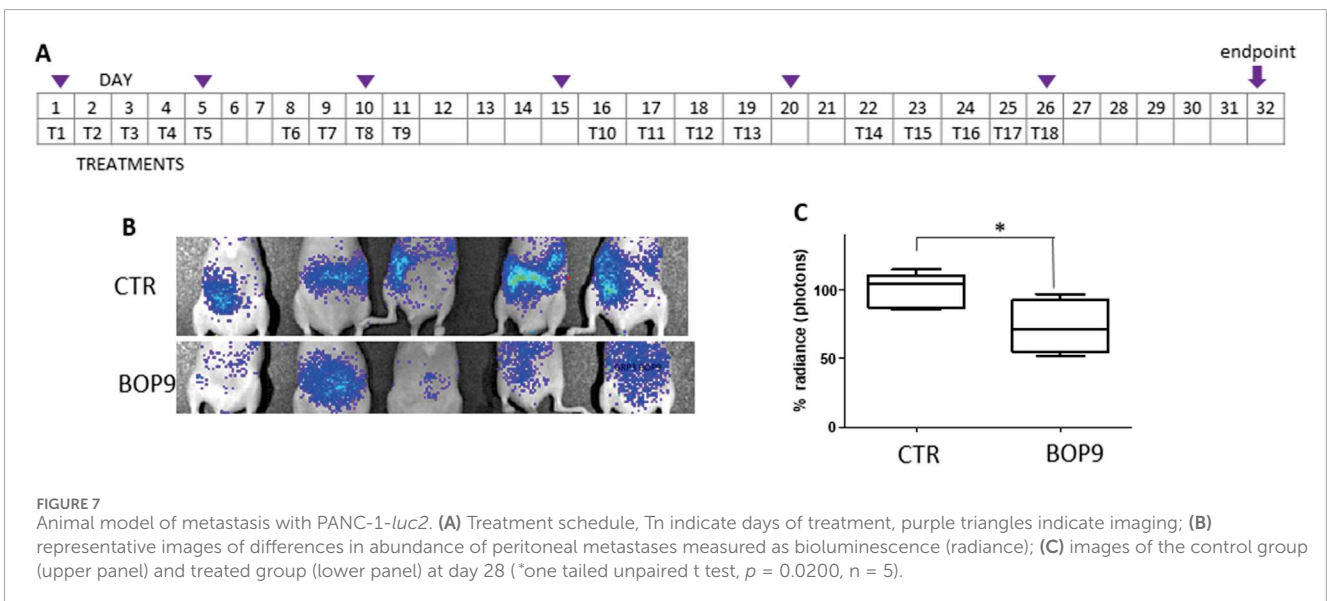 A
endpoint
DAY
1 2 3 4 5 6 7 8 9 10 11 12 13 14 15 16 17 18 19 20 21 22 23 24 25 26 27 28 29 30 31 32
T1 T2 T3 T4 T5 T6 T7 T8 T9 T10 T11 T12 T13 T14 T15 T16 T17 T18
TREATMENTS
B
CTR
BOP9
C
*
% radiance (photons)
100
50
0
CTR BOP9
FIGURE 7
Animal model of metastasis with PANC-1-luc2. (A) Treatment schedule, Tn indicate days of treatment, purple triangles indicate imaging; (B)
representative images of differences in abundance of peritoneal metastases measured as bioluminescence (radiance); (C) images of the control group
(upper panel) and treated group (lower panel) at day 28 (*one tailed unpaired t test, p = 0.0200, n = 5).